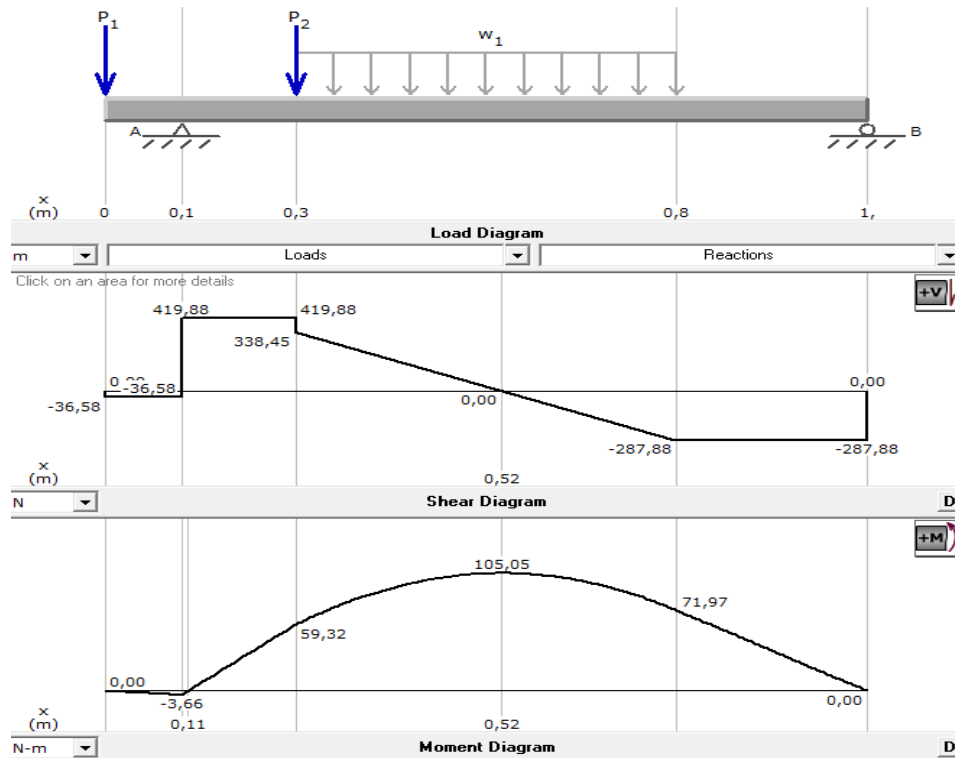 P1 P2
w1
A B
x
(m) 0 0,1 0,3 0,8 1,
Load Diagram
m Loads Reactions
Click on an area for more details
+V
419,88 419,88
338,45
0,00 -36,58 0,00 0,00
-36,58 -287,88 -287,88
x
(m) 0,52
N Shear Diagram D
+M
105,05
71,97
59,32
0,00 -3,66 0,00
x
(m) 0,11 0,52
N-m Moment Diagram D